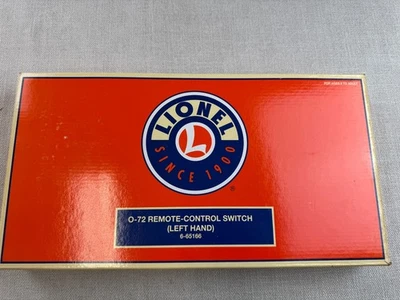 LIONEL
L
SINCE 1900
®
O-72 REMOTE-CONTROL SWITCH
(LEFT HAND)
6-65166